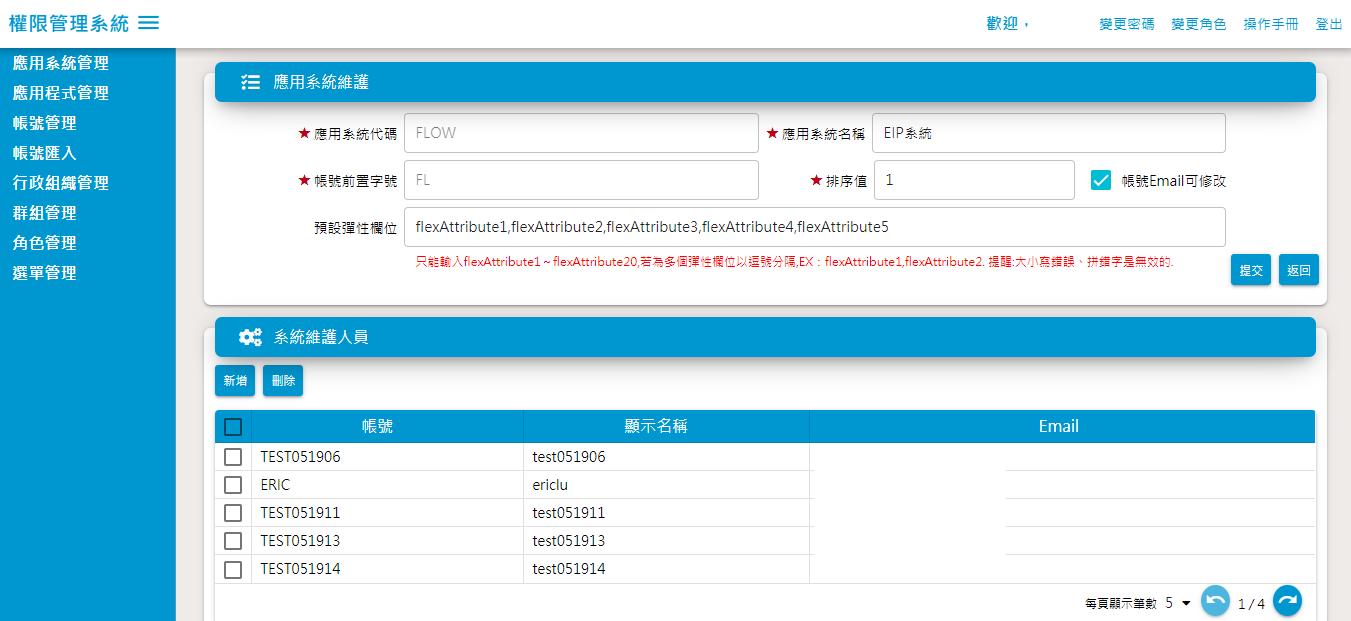 權限管理系統
歡迎， 變更密碼 變更角色 操作手冊 登出
應用系統管理
應用程式管理
帳號管理
帳號匯入
行政組織管理
群組管理
角色管理
選單管理
應用系統維護
★應用系統代碼 FLOW ★應用系統名稱 EIP系統
★帳號前置字號 FL ★排序值 1 帳號Email可修改
預設彈性欄位 flexAttribute1,flexAttribute2,flexAttribute3,flexAttribute4,flexAttribute5
只能輸入flexAttribute1～flexAttribute20,若為多個彈性欄位以逗號分隔,EX：flexAttribute1,flexAttribute2. 提醒:大小寫錯誤、拼錯字是無效的.
提交 返回
系統維護人員
新增 刪除
帳號 顯示名稱 Email
TEST051906 test051906
ERIC ericlu
TEST051911 test051911
TEST051913 test051913
TEST051914 test051914
每頁顯示筆數 5 1 / 4